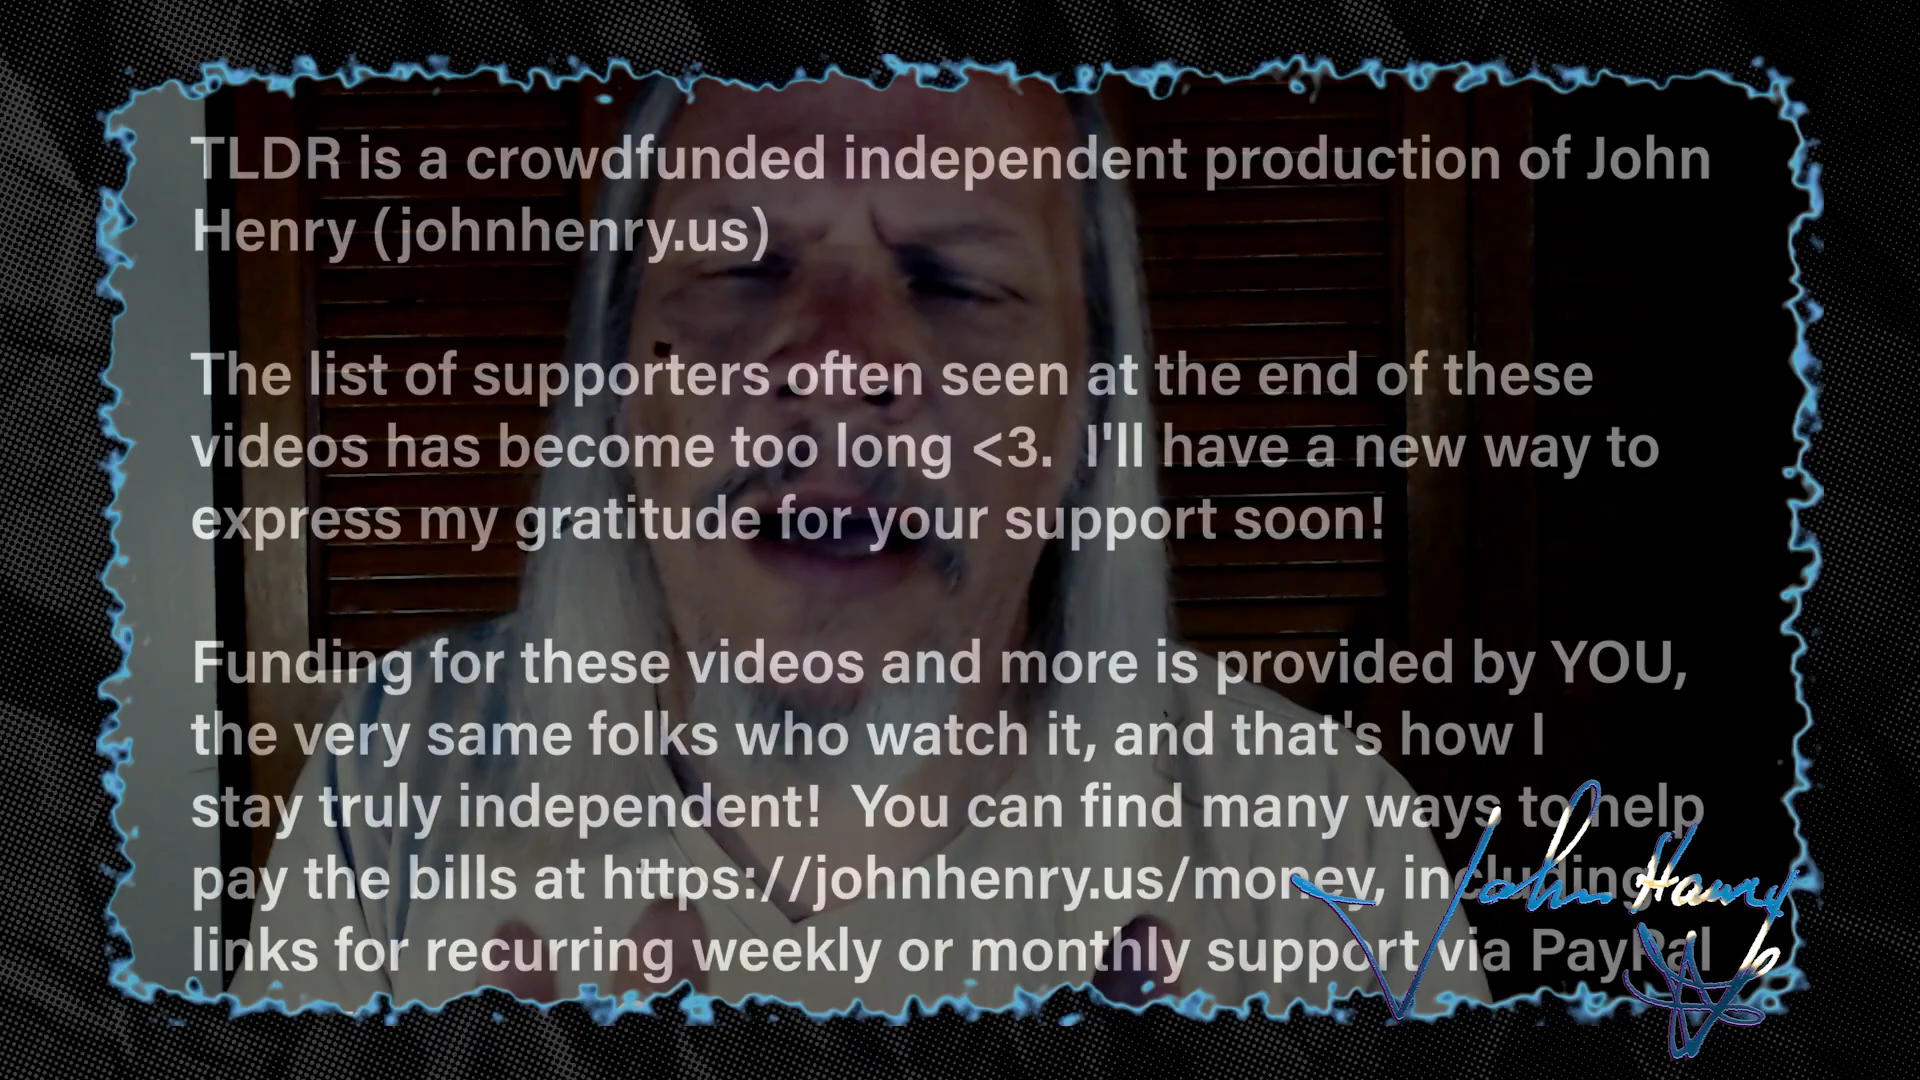 TLDR is a crowdfunded independent production of John
Henry (johnhenry.us)
The list of supporters often seen at the end of these
videos has become too long <3.  I'll have a new way to
express my gratitude for your support soon!
Funding for these videos and more is provided by YOU,
the very same folks who watch it, and that's how I
stay truly independent!  You can find many ways to help
pay the bills at https://johnhenry.us/money, including
links for recurring weekly or monthly support via PayPal
John Henry